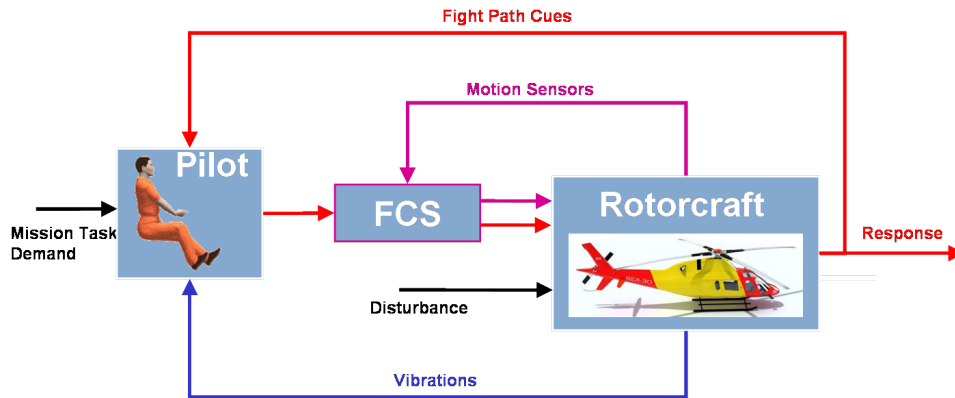 Fight Path Cues
Motion Sensors
Pilot
FCS
Rotorcraft
Mission Task
Demand
Response
Disturbance
Vibrations